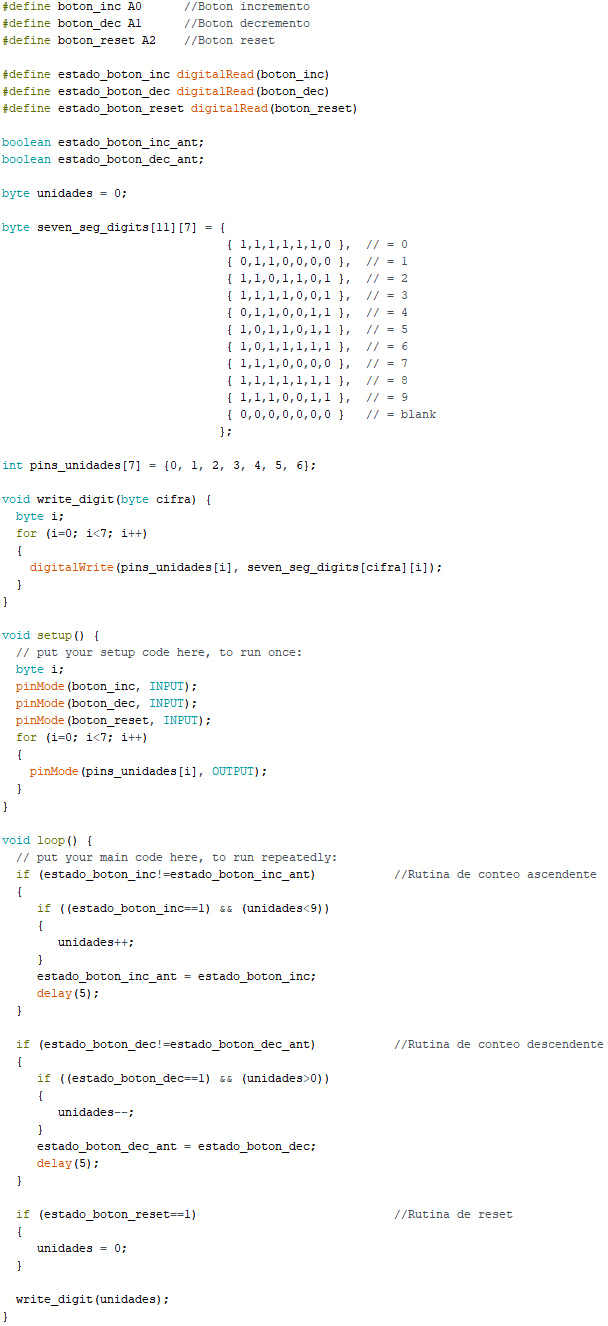 #define boton_inc A0      //Boton incremento
#define boton_dec A1      //Boton decremento
#define boton_reset A2    //Boton reset

#define estado_boton_inc digitalRead(boton_inc)
#define estado_boton_dec digitalRead(boton_dec)
#define estado_boton_reset digitalRead(boton_reset)

boolean estado_boton_inc_ant;
boolean estado_boton_dec_ant;

byte unidades = 0;

byte seven_seg_digits[11][7] = {
                                { 1,1,1,1,1,1,0 },  // = 0
                                { 0,1,1,0,0,0,0 },  // = 1
                                { 1,1,0,1,1,0,1 },  // = 2
                                { 1,1,1,1,0,0,1 },  // = 3
                                { 0,1,1,0,0,1,1 },  // = 4
                                { 1,0,1,1,0,1,1 },  // = 5
                                { 1,0,1,1,1,1,1 },  // = 6
                                { 1,1,1,0,0,0,0 },  // = 7
                                { 1,1,1,1,1,1,1 },  // = 8
                                { 1,1,1,0,0,1,1 },  // = 9
                                { 0,0,0,0,0,0,0 }   // = blank
                               };

int pins_unidades[7] = {0, 1, 2, 3, 4, 5, 6};

void write_digit(byte cifra) {
  byte i;
  for (i=0; i<7; i++)
  {
    digitalWrite(pins_unidades[i], seven_seg_digits[cifra][i]);
  }
}

void setup() {
  // put your setup code here, to run once:
  byte i;
  pinMode(boton_inc, INPUT);
  pinMode(boton_dec, INPUT);
  pinMode(boton_reset, INPUT);
  for (i=0; i<7; i++)
  {
    pinMode(pins_unidades[i], OUTPUT);
  }
}

void loop() {
  // put your main code here, to run repeatedly:
  if (estado_boton_inc!=estado_boton_inc_ant)           //Rutina de conteo ascendente
  {
     if ((estado_boton_inc==1) && (unidades<9))
     {
        unidades++;
     }
     estado_boton_inc_ant = estado_boton_inc;
     delay(5);
  }

  if (estado_boton_dec!=estado_boton_dec_ant)           //Rutina de conteo descendente
  {
     if ((estado_boton_dec==1) && (unidades>0))
     {
        unidades--;
     }
     estado_boton_dec_ant = estado_boton_dec;
     delay(5);
  }

  if (estado_boton_reset==1)                            //Rutina de reset
  {
     unidades = 0;
  }

  write_digit(unidades);
}